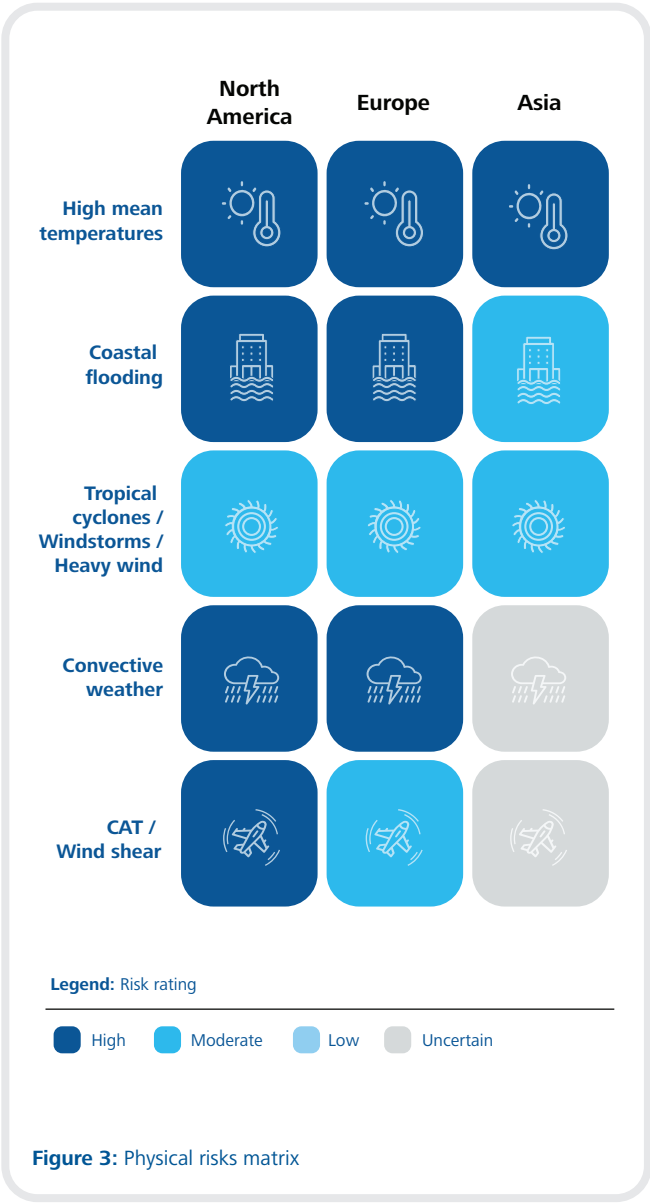 North
America
Europe
Asia
High mean
temperatures
Coastal
flooding
Tropical
cyclones /
Windstorms /
Heavy wind
Convective
weather
CAT /
Wind shear
Legend: Risk rating
High
Moderate
Low
Uncertain
Figure 3: Physical risks matrix